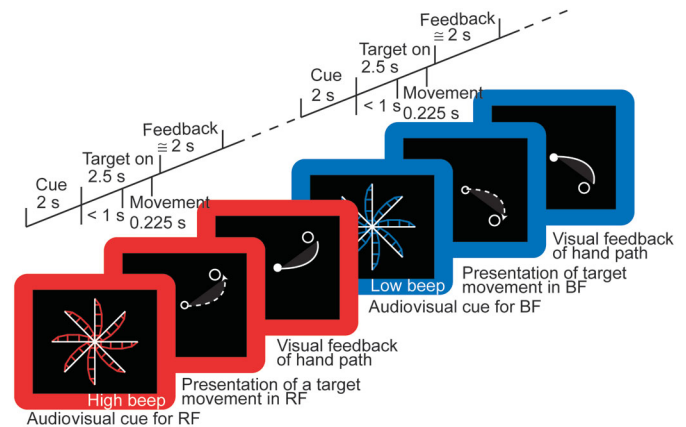 Feedback
≅ 2 s
Target on
2.5 s
Cue
2 s
< 1 s
Movement
0.225 s
Feedback
≅ 2 s
Target on
2.5 s
Cue
2 s
< 1 s
Movement
0.225 s
Visual feedback
of hand path
Low beep
Presentation of target
movement in BF
Audiovisual cue for BF
Visual feedback
of hand path
High beep
Presentation of a target
movement in RF
Audiovisual cue for RF